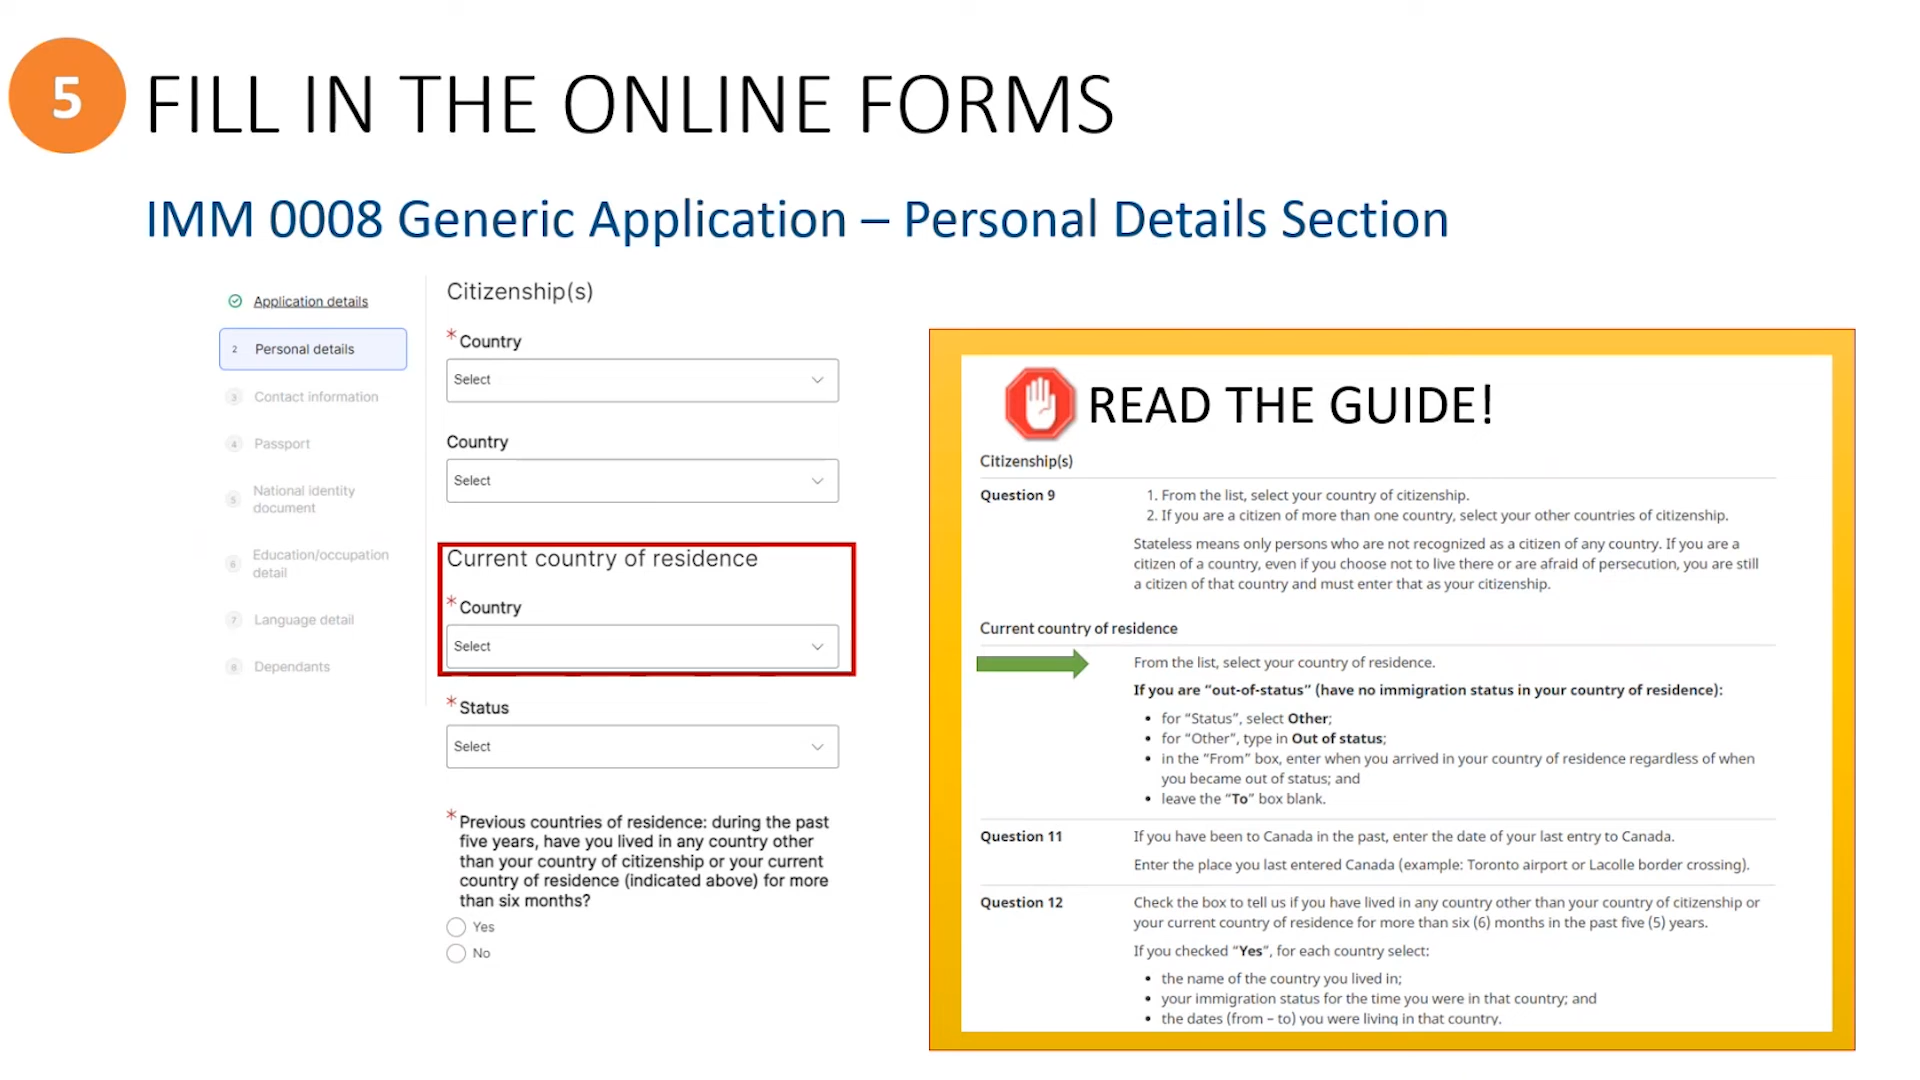 5
FILL IN THE ONLINE FORMS
IMM 0008 Generic Application – Personal Details Section
Application details
2 Personal details
3 Contact information
4 Passport
5 National identity
document
6 Education/occupation
detail
7 Language detail
8 Dependants
Citizenship(s)
* Country
Select
Country
Select
Current country of residence
* Country
Select
* Status
Select
* Previous countries of residence: during the past
five years, have you lived in any country other
than your country of citizenship or your current
country of residence (indicated above) for more
than six months?
Yes
No
READ THE GUIDE!
Citizenship(s)
Question 9
1. From the list, select your country of citizenship.
2. If you are a citizen of more than one country, select your other countries of citizenship.
Stateless means only persons who are not recognized as a citizen of any country. If you are a
citizen of a country, even if you choose not to live there or are afraid of persecution, you are still
a citizen of that country and must enter that as your citizenship.
Current country of residence
From the list, select your country of residence.
If you are “out-of-status” (have no immigration status in your country of residence):
• for “Status”, select Other;
• for “Other”, type in Out of status;
• in the “From” box, enter when you arrived in your country of residence regardless of when
you became out of status; and
• leave the “To” box blank.
Question 11
If you have been to Canada in the past, enter the date of your last entry to Canada.
Enter the place you last entered Canada (example: Toronto airport or Lacolle border crossing).
Question 12
Check the box to tell us if you have lived in any country other than your country of citizenship or
your current country of residence for more than six (6) months in the past five (5) years.
If you checked “Yes”, for each country select:
• the name of the country you lived in;
• your immigration status for the time you were in that country; and
• the dates (from – to) you were living in that country.